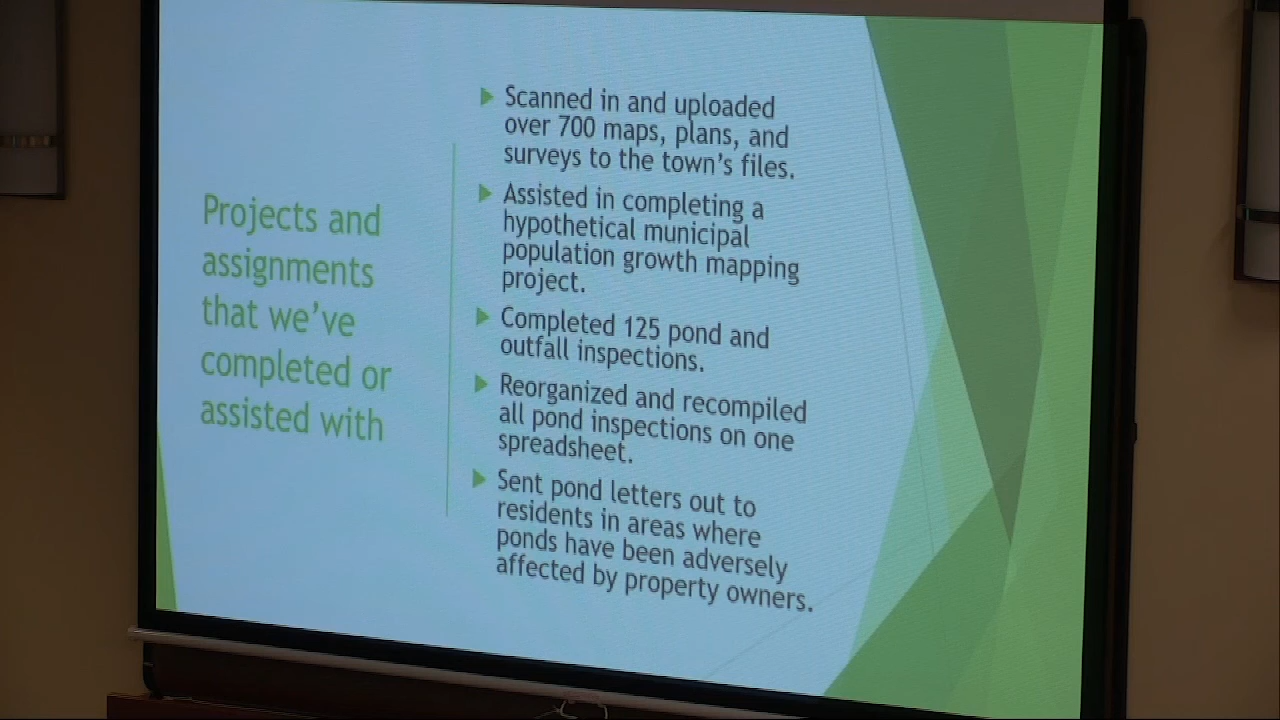 Projects and
assignments
that we've
completed or
assisted with
Scanned in and uploaded
over 700 maps, plans, and
surveys to the town's files.
Assisted in completing a
hypothetical municipal
population growth mapping
project.
Completed 125 pond and
outfall inspections.
Reorganized and recompiled
all pond inspections on one
spreadsheet.
Sent pond letters out to
residents in areas where
ponds have been adversely
affected by property owners.